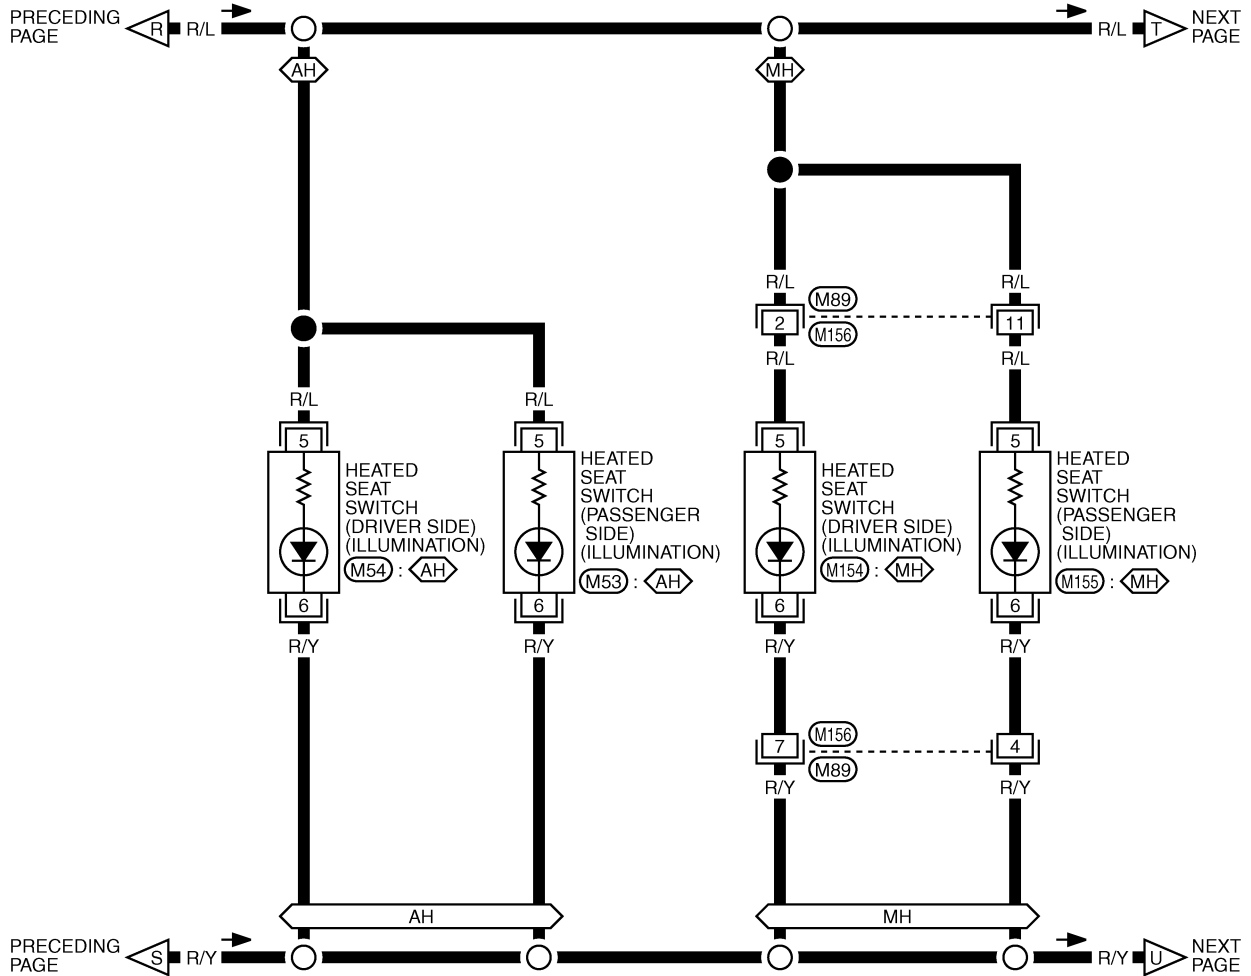 PRECEDING
PAGE
R
R/L
R/L
T
NEXT
PAGE
AH
MH
R/L
R/L
M89
2
11
M156
R/L
R/L
R/L
R/L
5
5
5
5
HEATED
SEAT
SWITCH
(DRIVER SIDE)
(ILLUMINATION)
M54 : AH
HEATED
SEAT
SWITCH
(PASSENGER
SIDE)
(ILLUMINATION)
M53 : AH
HEATED
SEAT
SWITCH
(DRIVER SIDE)
(ILLUMINATION)
M154 : MH
HEATED
SEAT
SWITCH
(PASSENGER
SIDE)
(ILLUMINATION)
M155 : MH
6
6
6
6
R/Y
R/Y
R/Y
R/Y
M156
7
4
M89
R/Y
R/Y
AH
MH
PRECEDING
PAGE
S
R/Y
R/Y
U
NEXT
PAGE